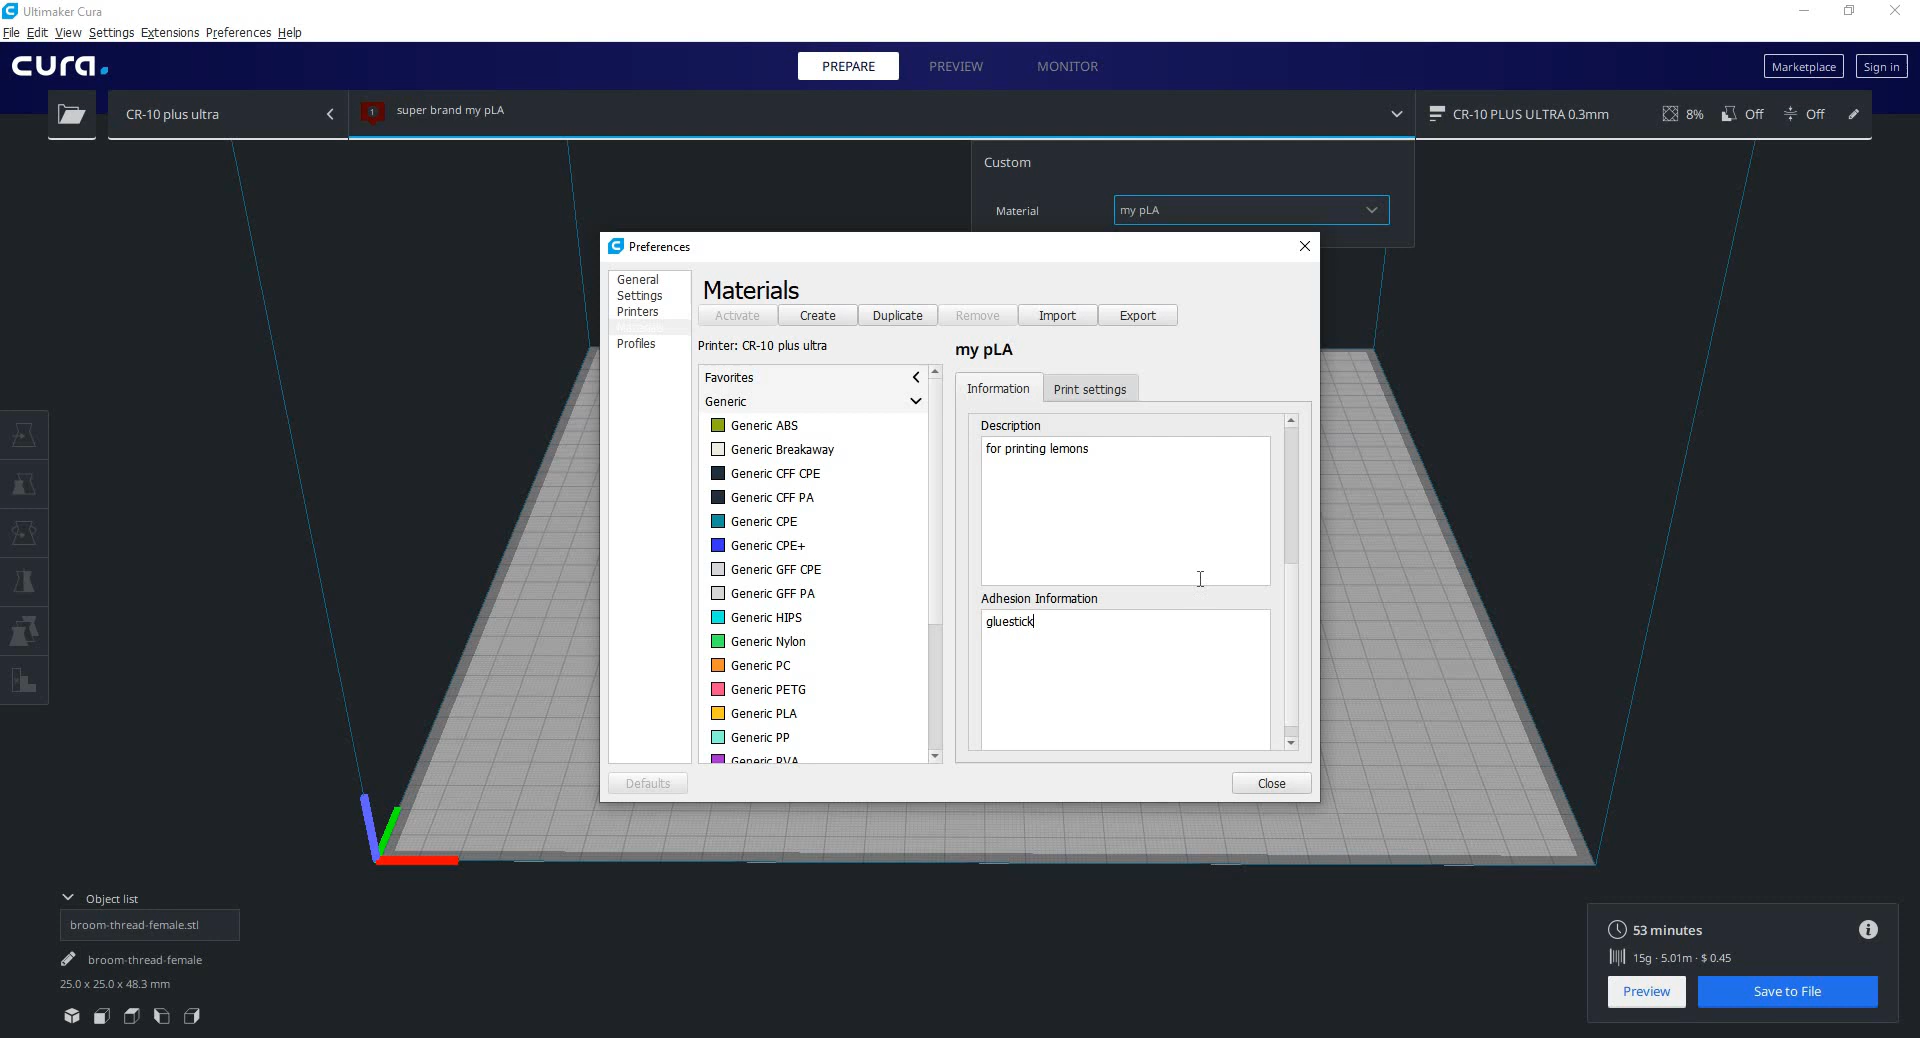 Ultimaker Cura
File Edit View Settings Extensions Preferences Help
cura.
PREPARE PREVIEW MONITOR
Marketplace Sign in
CR-10 plus ultra
1
super brand my pLA
CR-10 PLUS ULTRA 0.3mm 8% Off Off
Custom
Material my pLA
Preferences
General
Settings
Printers
Materials
Profiles
Materials
Activate Create Duplicate Remove Import Export
Printer: CR-10 plus ultra
Favorites
Generic
Generic ABS
Generic Breakaway
Generic CFF CPE
Generic CFF PA
Generic CPE
Generic CPE+
Generic GFF CPE
Generic GFF PA
Generic HIPS
Generic Nylon
Generic PC
Generic PETG
Generic PLA
Generic PP
Generic PVA
my pLA
Information Print settings
Description
for printing lemons
Adhesion Information
gluestick
Defaults
Close
Object list
broom-thread-female.stl
broom-thread-female
25.0 x 25.0 x 48.3 mm
53 minutes
15g · 5.01m · $ 0.45
Preview Save to File